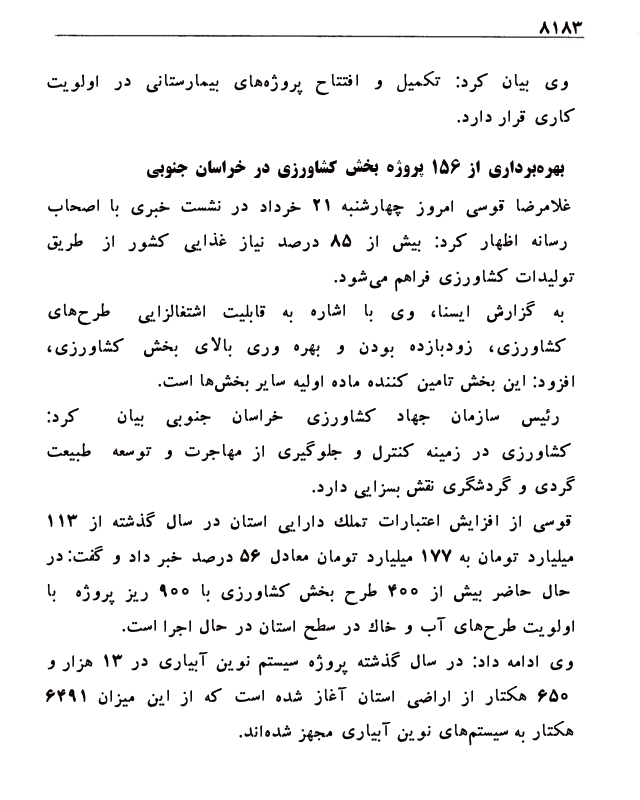 ۸۱۸۳
وی بیان کرد: تکمیل و افتتاح پروژه‌های بیمارستانی در اولویت
کاری قرار دارد.
بهره‌برداری از ۱۵۶ پروژه بخش کشاورزی در خراسان جنوبی
غلامرضا قوسی امروز چهارشنبه ۲۱ خرداد در نشست خبری با اصحاب
رسانه اظهار کرد: بیش از ۸۵ درصد نیاز غذایی کشور از طریق
تولیدات کشاورزی فراهم می‌شود.
به گزارش ایسنا، وی با اشاره به قابلیت اشتغالزایی طرح‌های
کشاورزی، زودبازده بودن و بهره وری بالای بخش کشاورزی،
افزود: این بخش تامین کننده ماده اولیه سایر بخش‌ها است.
رئیس سازمان جهاد کشاورزی خراسان جنوبی بیان کرد:
کشاورزی در زمینه کنترل و جلوگیری از مهاجرت و توسعه طبیعت
گردی و گردشگری نقش بسزایی دارد.
قوسی از افزایش اعتبارات تملك دارایی استان در سال گذشته از ۱۱۳
میلیارد تومان به ۱۷۷ میلیارد تومان معادل ۵۶ درصد خبر داد و گفت: در
حال حاضر بیش از ۴۰۰ طرح بخش کشاورزی با ۹۰۰ ریز پروژه با
اولویت طرح‌های آب و خاك در سطح استان در حال اجرا است.
وی ادامه داد: در سال گذشته پروژه سیستم نوین آبیاری در ۱۳ هزار و
۶۵۰ هکتار از اراضی استان آغاز شده است که از این میزان ۶۴۹۱
هکتار به سیستم‌های نوین آبیاری مجهز شده‌اند.